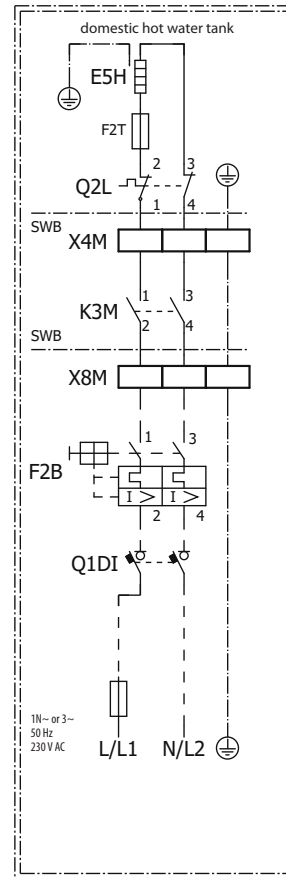 domestic hot water tank
E5H
F2T
Q2L
2 3
1 4
SWB
X4M
1 3
K3M
2 4
SWB
X8M
1 3
F2B
I > I >
2 4
Q1DI
1N~ or 3~
50 Hz
230 V AC
L/L1 N/L2